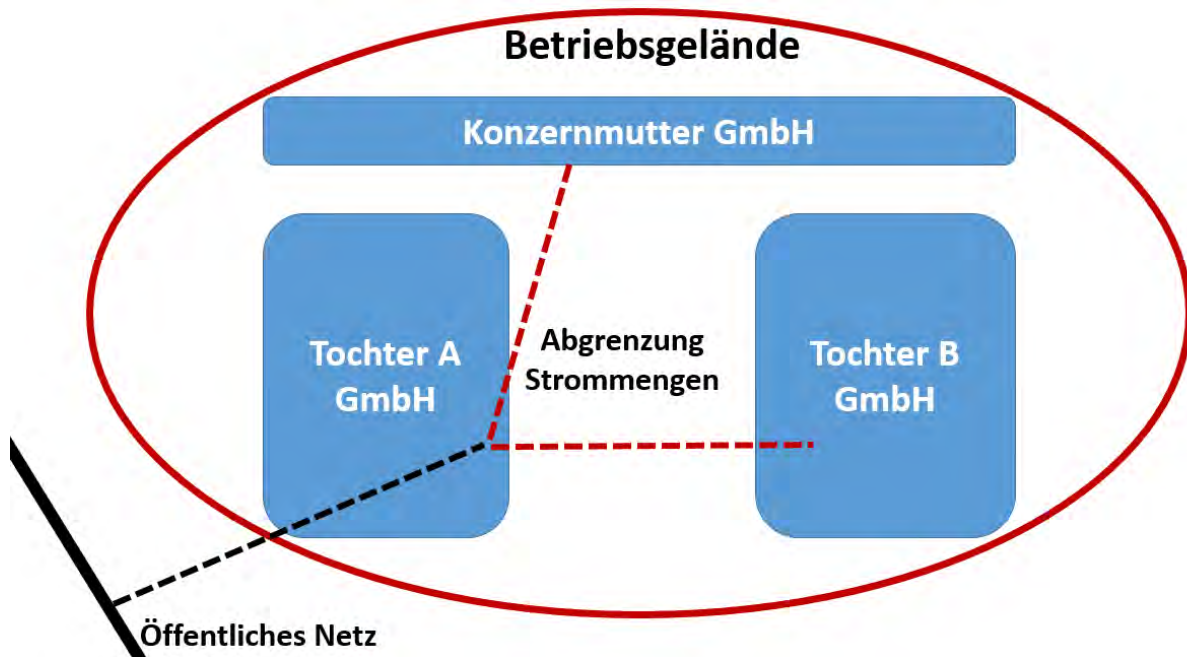 Betriebsgelände
Konzernmutter GmbH
Tochter A
GmbH
Abgrenzung
Strommengen
Tochter B
GmbH
Öffentliches Netz